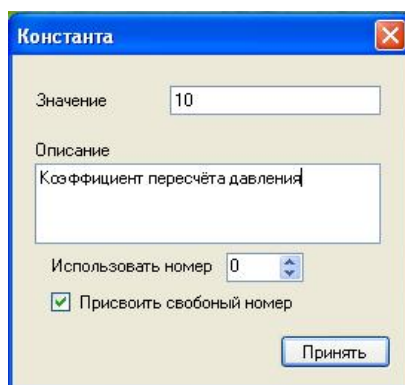 Константа
Значение 10
Описание
Коэффициент пересчёта давления
Использовать номер 0
Присвоить свобоный номер
Принять